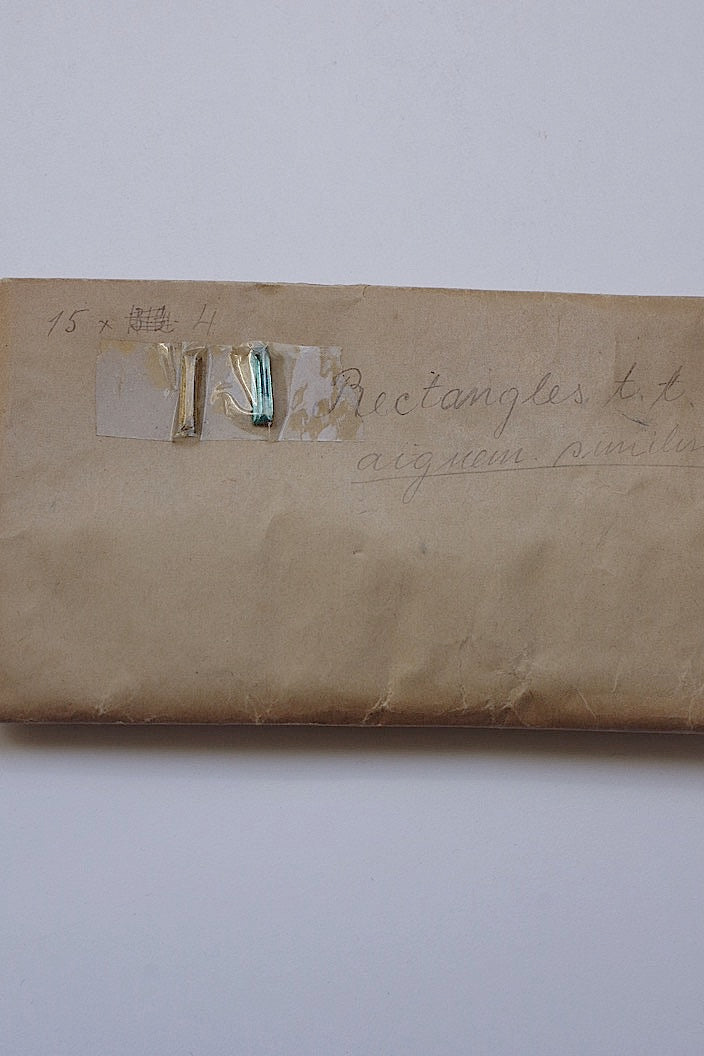 15 x 4
Rectangles t. t.
aiguem.